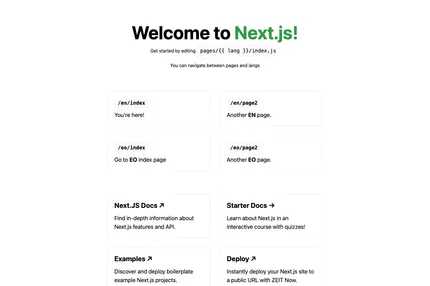 Welcome to Next.js!
Get started by editing pages/{{ lang }}/index.js
You can navigate between pages and langs
/en/index
You're here!
/en/page2
Another EN page.
/eo/index
Go to EO index page
/eo/page2
Another EO page.
Next.JS Docs ↗
Find in-depth information about
Next.js features and API.
Starter Docs →
Learn about Next.js in an
interactive course with quizzes!
Examples ↗
Discover and deploy boilerplate
example Next.js projects.
Deploy ↗
Instantly deploy your Next.js site to
a public URL with ZEIT Now.